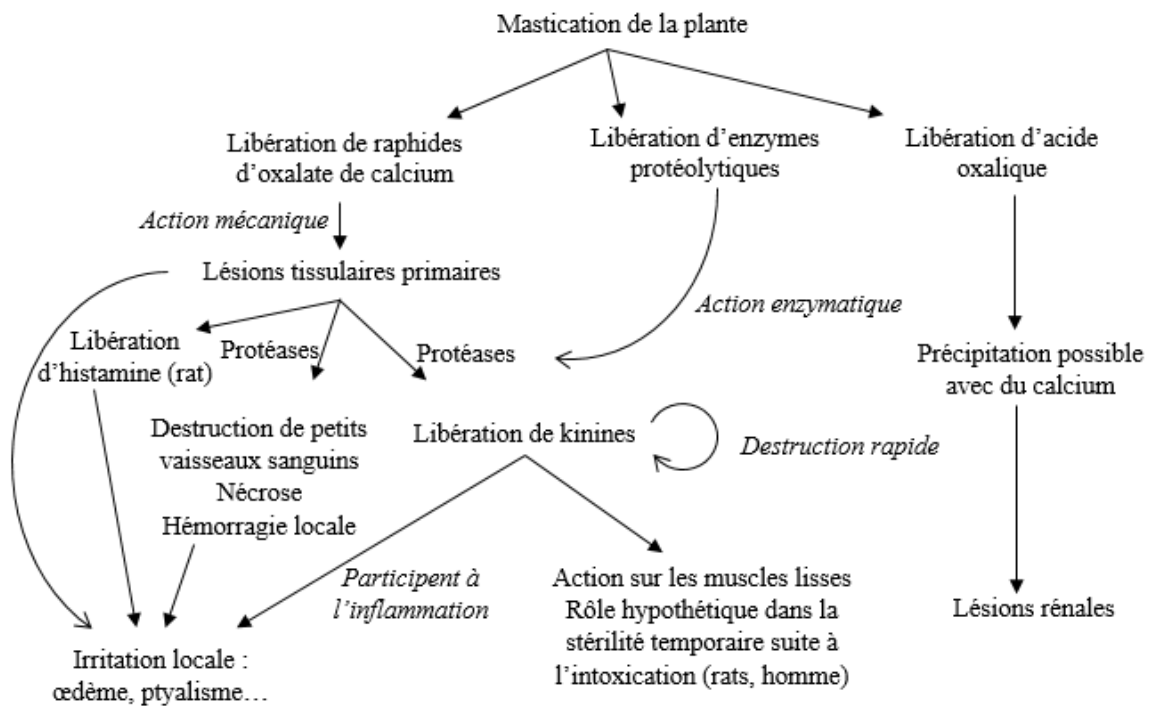 Mastication de la plante
Libération de raphides
d’oxalate de calcium
Libération d’enzymes
protéolytiques
Libération d’acide
oxalique
Action mécanique
Lésions tissulaires primaires
Action enzymatique
Libération
d’histamine (rat)
Protéases
Protéases
Précipitation possible
avec du calcium
Destruction de petits
vaisseaux sanguins
Nécrose
Hémorragie locale
Libération de kinines
Destruction rapide
Participent à
l’inflammation
Action sur les muscles lisses
Rôle hypothétique dans la
stérilité temporaire suite à
l’intoxication (rats, homme)
Lésions rénales
Irritation locale :
œdème, ptyalisme…